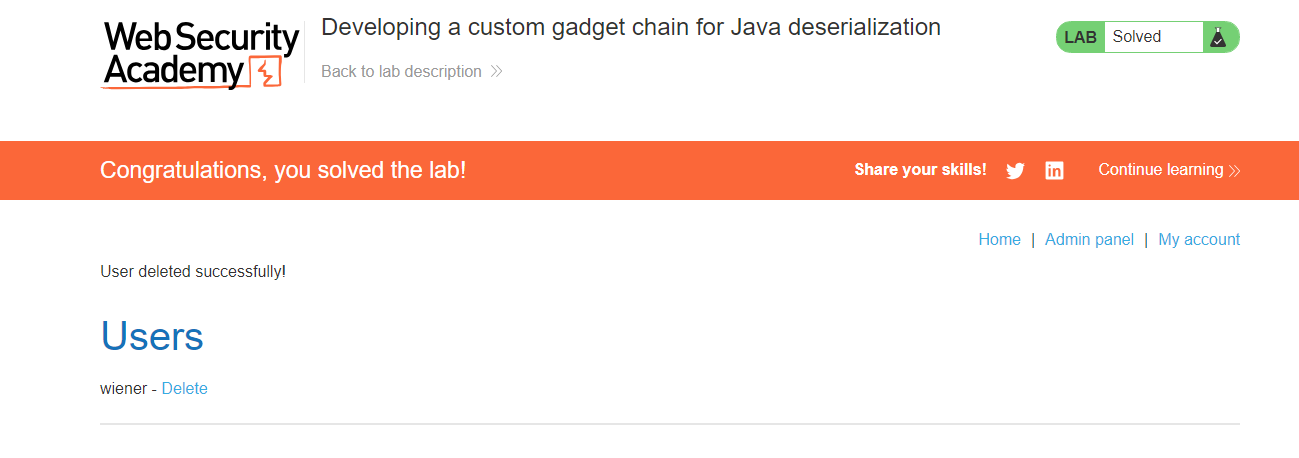 Web Security Academy
Developing a custom gadget chain for Java deserialization
LAB Solved
Back to lab description
Congratulations, you solved the lab!
Share your skills!
Continue learning
Home | Admin panel | My account
User deleted successfully!
Users
wiener - Delete